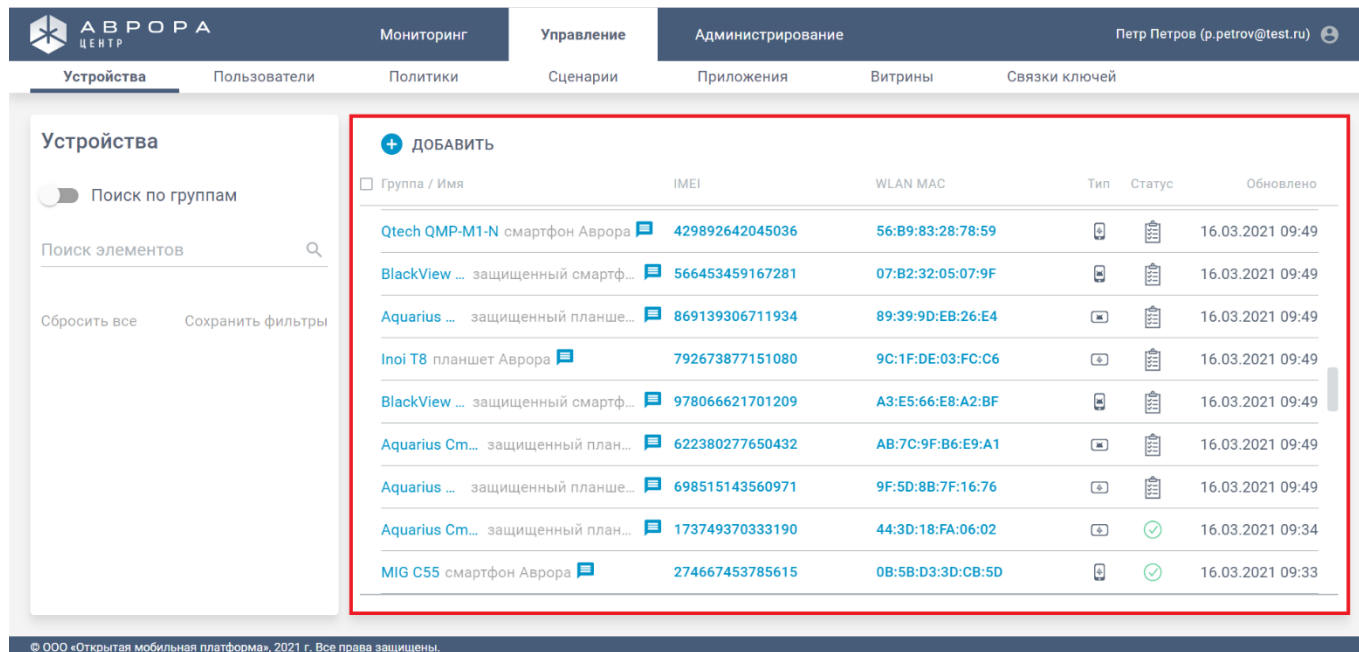 АВРОРА
ЦЕНТР
Мониторинг Управление Администрирование Петр Петров (p.petrov@test.ru)
Устройства Пользователи Политики Сценарии Приложения Витрины Связки ключей
Устройства
Поиск по группам
Поиск элементов
Сбросить все Сохранить фильтры
ДОБАВИТЬ
Группа / Имя IMEI WLAN MAC Тип Статус Обновлено
Qtech QMP-M1-N смартфон Аврора 429892642045036 56:B9:83:28:78:59 16.03.2021 09:49
BlackView ... защищенный смартф... 566453459167281 07:B2:32:05:07:9F 16.03.2021 09:49
Aquarius ... защищенный планше... 869139306711934 89:39:9D:EB:26:E4 16.03.2021 09:49
Inoi T8 планшет Аврора 792673877151080 9C:1F:DE:03:FC:C6 16.03.2021 09:49
BlackView ... защищенный смартф... 978066621701209 A3:E5:66:E8:A2:BF 16.03.2021 09:49
Aquarius Cm... защищенный план... 622380277650432 AB:7C:9F:B6:E9:A1 16.03.2021 09:49
Aquarius ... защищенный планше... 698515143560971 9F:5D:8B:7F:16:76 16.03.2021 09:49
Aquarius Cm... защищенный план... 173749370333190 44:3D:18:FA:06:02 16.03.2021 09:34
MIG C55 смартфон Аврора 274667453785615 0B:5B:D3:3D:CB:5D 16.03.2021 09:33
© ООО «Открытая мобильная платформа», 2021 г. Все права защищены.